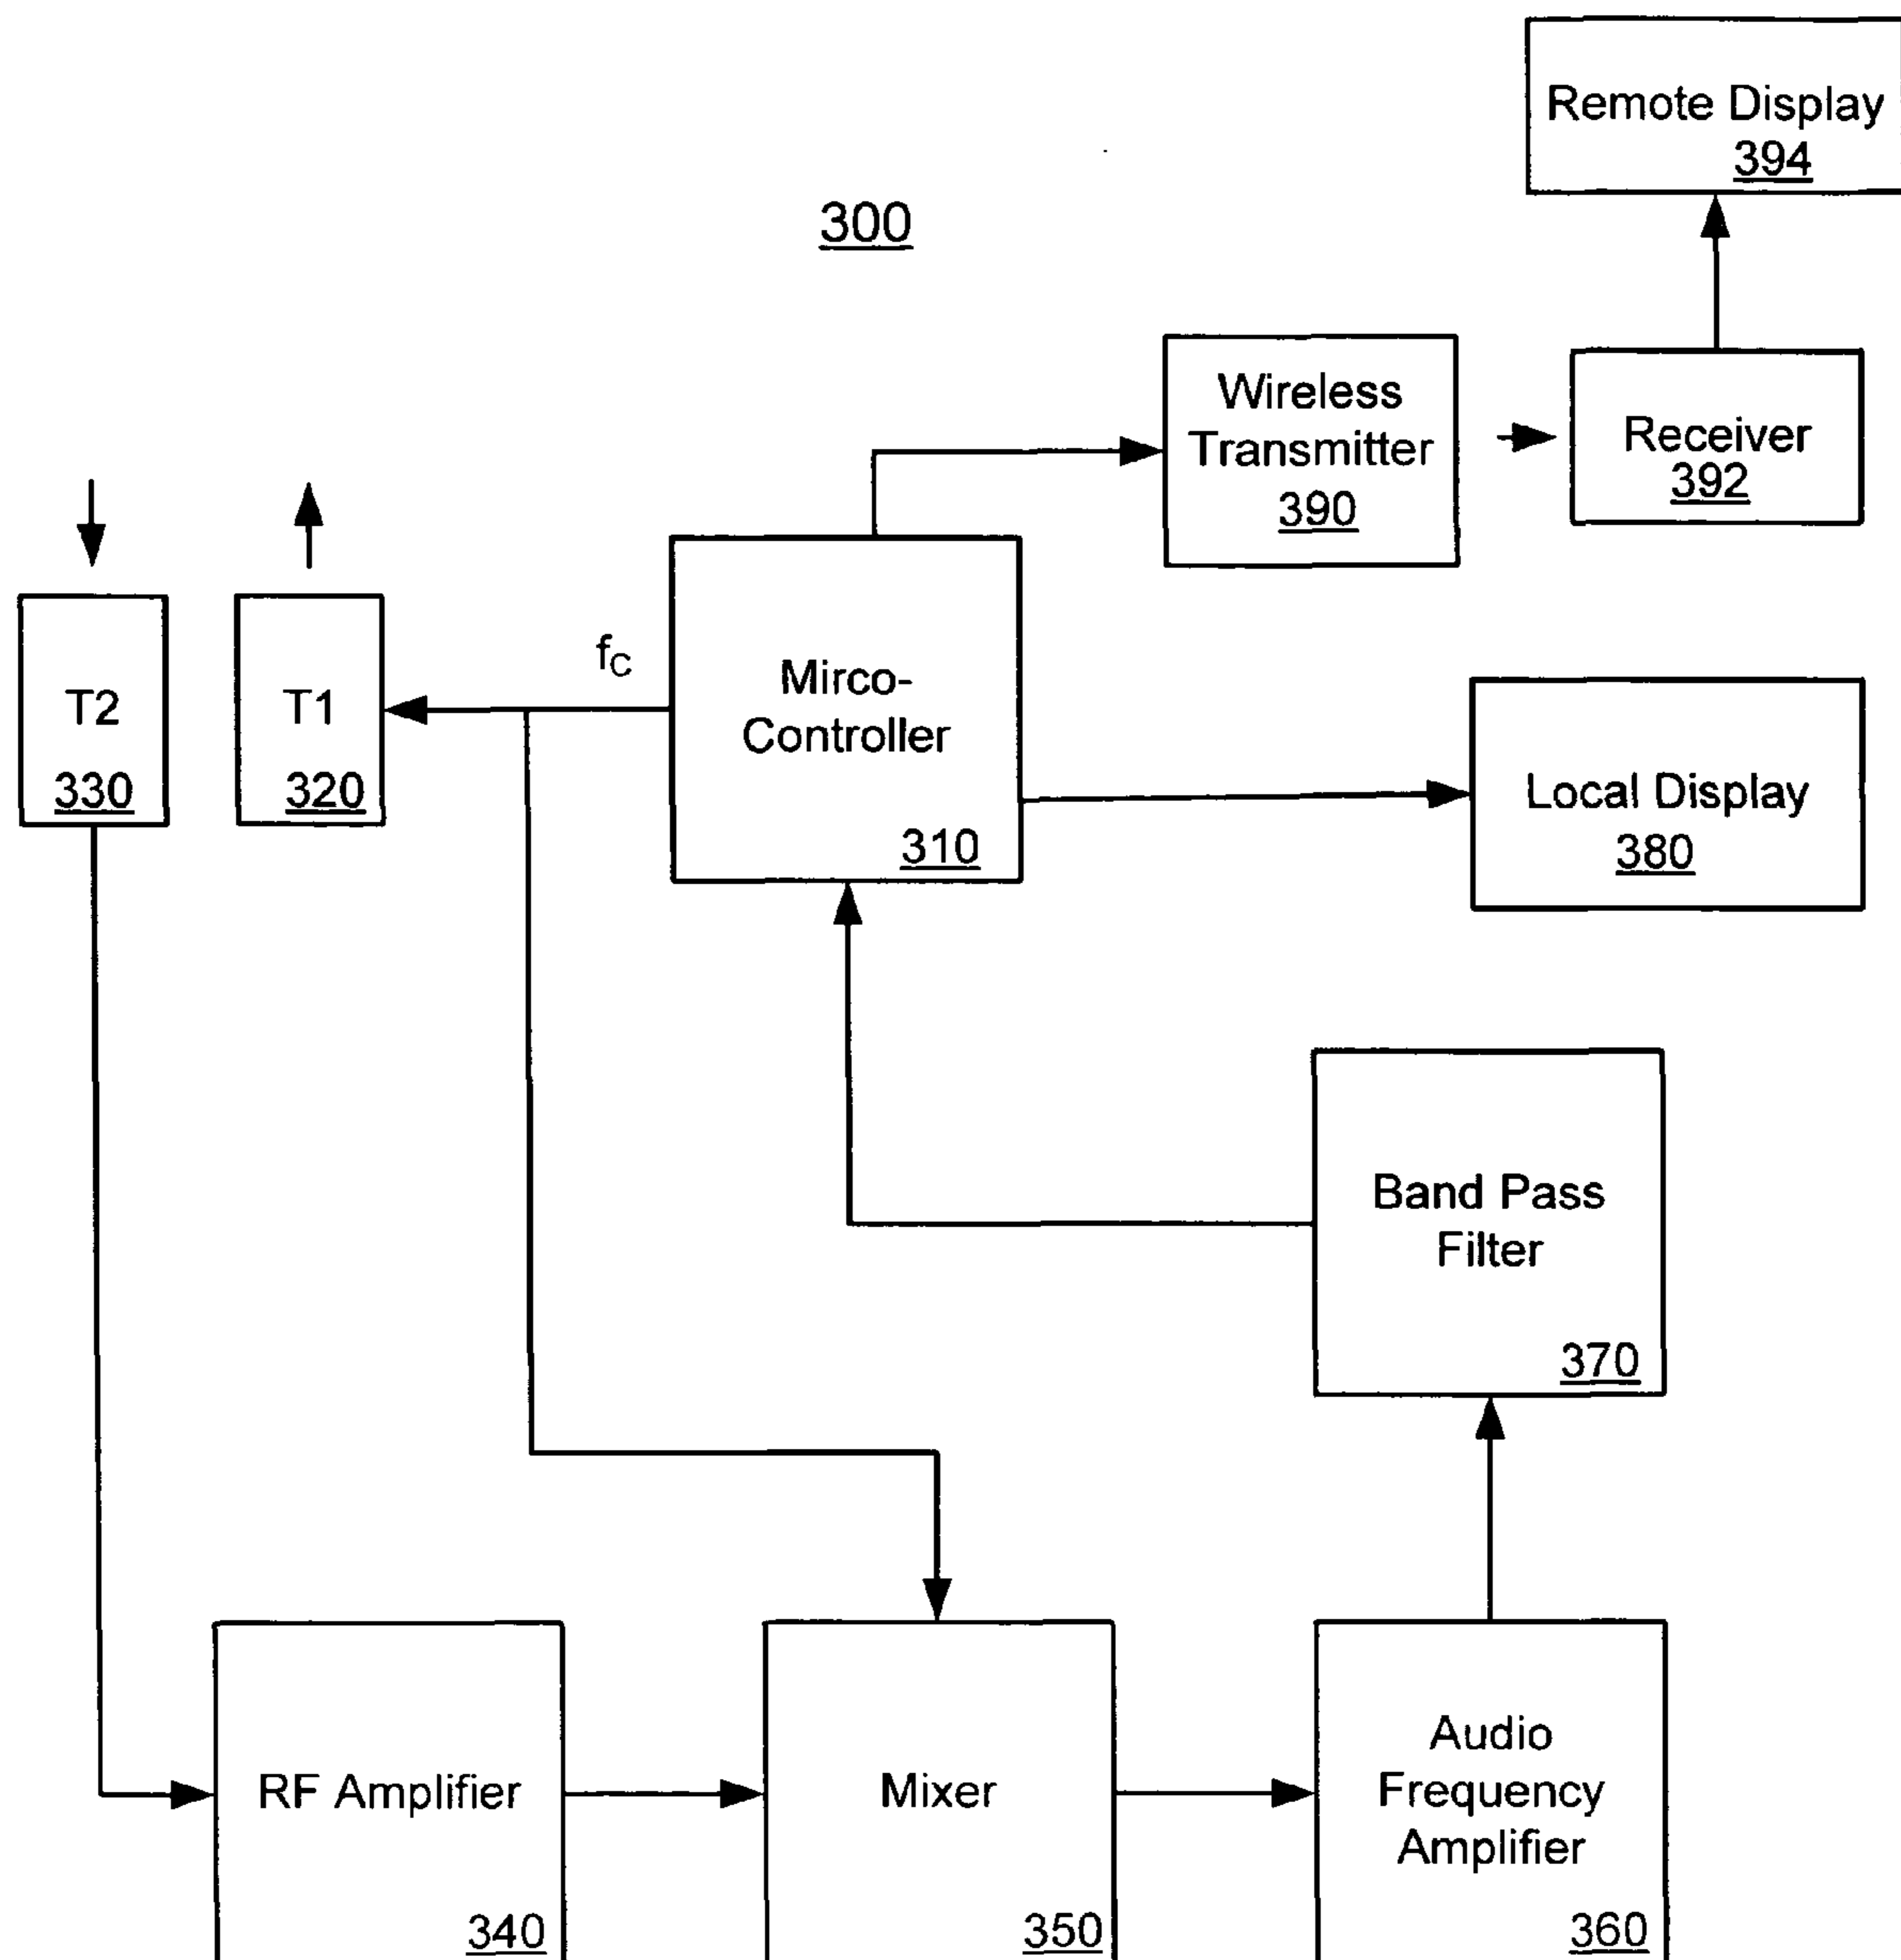 Remote Display
394
300
Wireless
Transmitter
390
Receiver
392
T2
330
T1
320
fC
Mirco-
Controller
310
Local Display
380
Band Pass
Filter
370
RF Amplifier
340
Mixer
350
Audio
Frequency
Amplifier
360